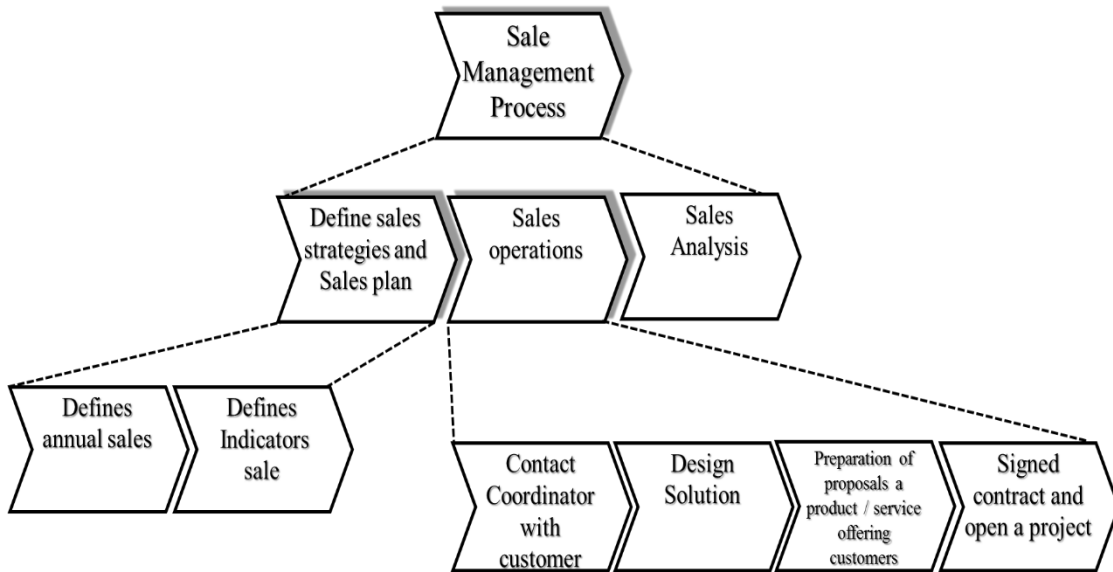 Sale
Management
Process
Define sales
strategies and
Sales plan
Sales
operations
Sales
Analysis
Defines
annual sales
Defines
Indicators
sale
Contact
Coordinator
with
customer
Design
Solution
Preparation of
proposals a
product / service
offering
customers
Signed
contract and
open a project